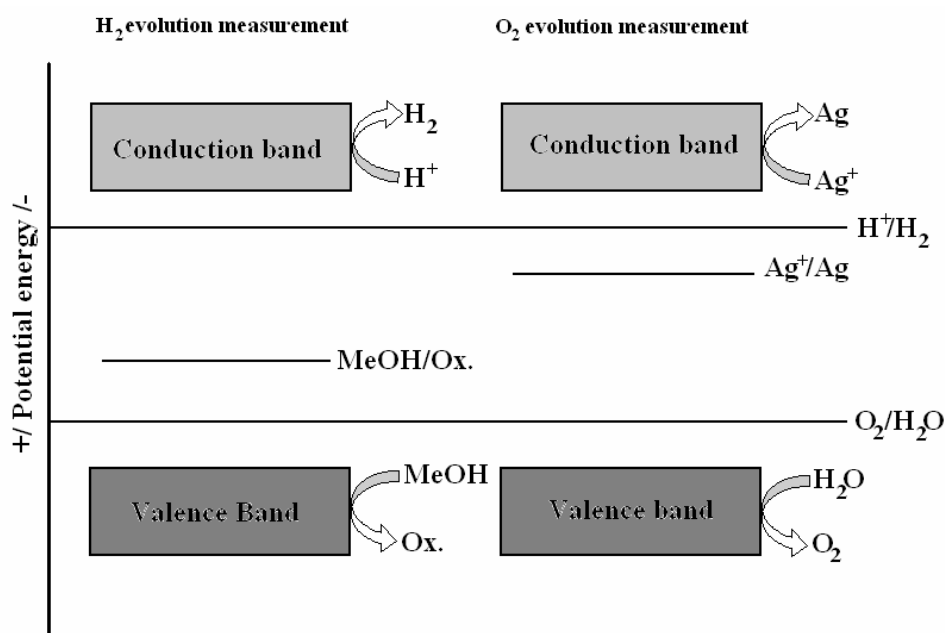 H₂ evolution measurement
O₂ evolution measurement
Conduction band
H₂
H⁺
Conduction band
Ag
Ag⁺
+/ Potential energy /-
H⁺/H₂
Ag⁺/Ag
MeOH/Ox.
O₂/H₂O
Valence Band
MeOH
Ox.
Valence band
H₂O
O₂